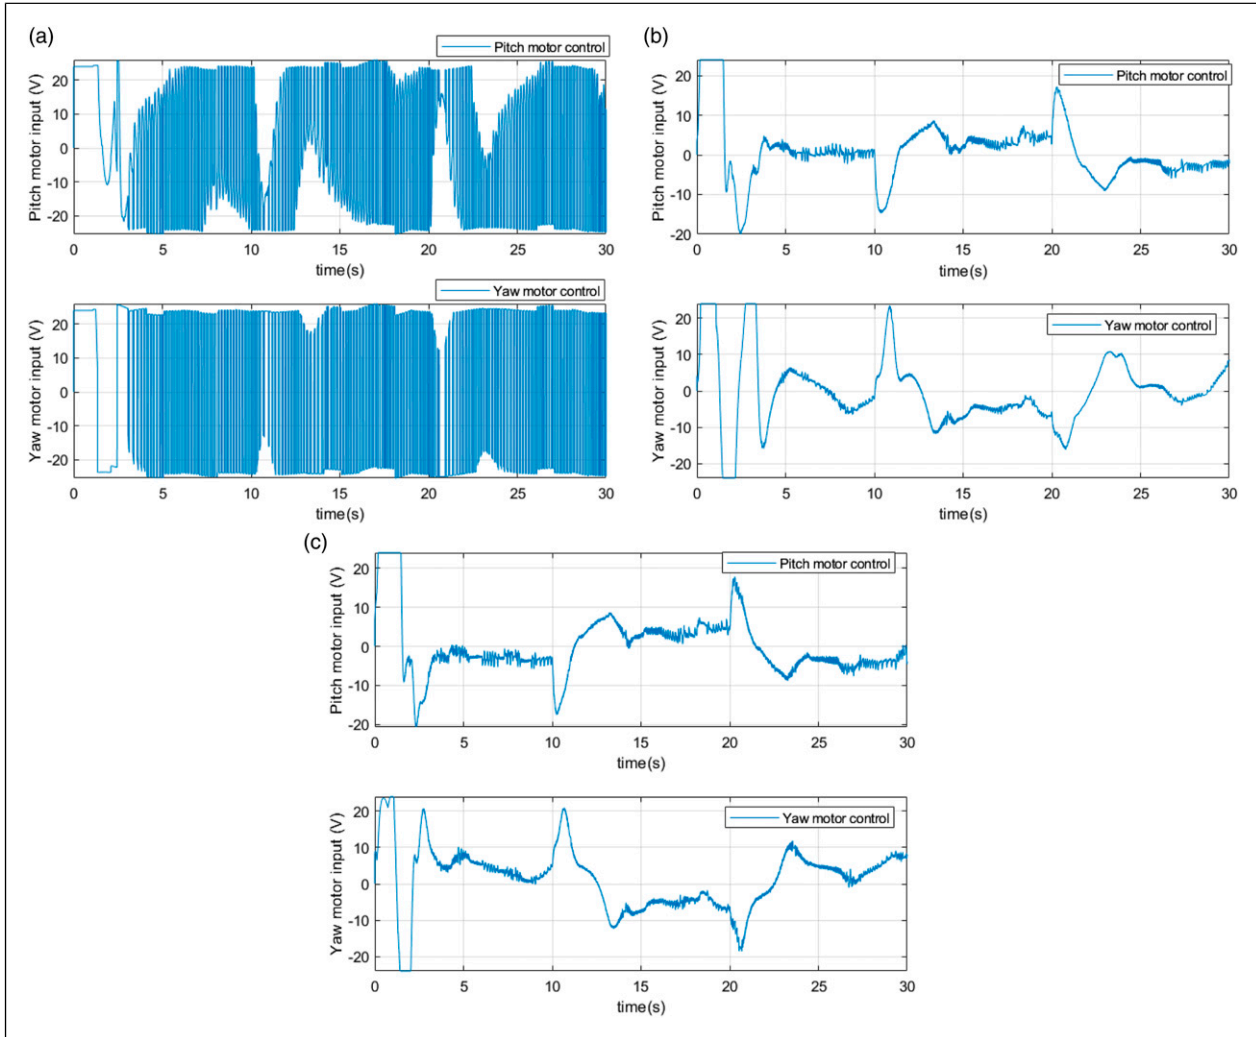 (a)
Pitch motor control
Pitch motor input (V)
20
10
0
-10
-20
0 5 10 15 20 25 30
time(s)
Yaw motor control
Yaw motor input (V)
20
10
0
-10
-20
0 5 10 15 20 25 30
time(s)
(b)
Pitch motor control
Pitch motor input (V)
20
10
0
-10
-20
0 5 10 15 20 25 30
time(s)
Yaw motor control
Yaw motor input (V)
20
10
0
-10
-20
0 5 10 15 20 25 30
time(s)
(c)
Pitch motor control
Pitch motor input (V)
20
10
0
-10
-20
0 5 10 15 20 25 30
time(s)
Yaw motor control
Yaw motor input (V)
20
10
0
-10
-20
0 5 10 15 20 25 30
time(s)